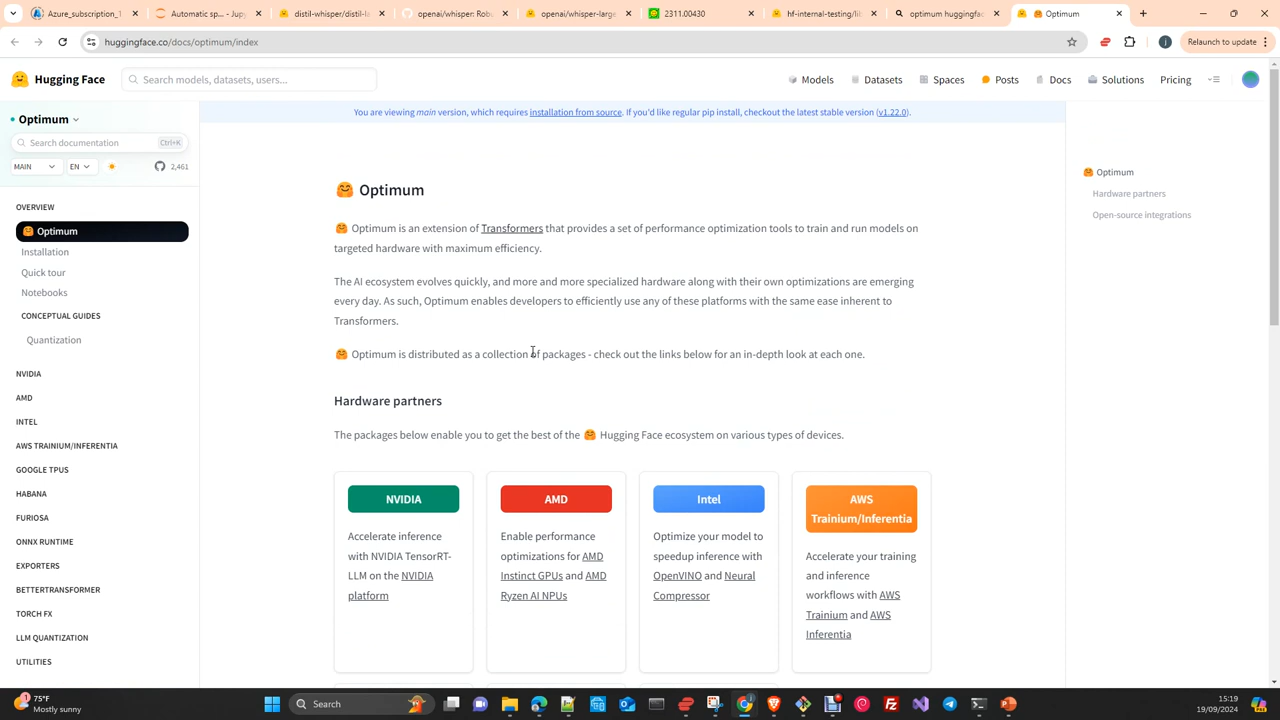 Azure_subscription_1
Automatic sp... - Jup
distil-whisper/distil-la
openai/whisper: Rob
openai/whisper-large
2311.00430
hf-internal-testing/lib
optimum huggingfac
Optimum
huggingface.co/docs/optimum/index
Relaunch to update
Hugging Face
Search models, datasets, users...
Models
Datasets
Spaces
Posts
Docs
Solutions
Pricing
You are viewing main version, which requires installation from source. If you'd like regular pip install, checkout the latest stable version (v1.22.0).
Optimum
Search documentation
Ctrl+K
MAIN
EN
2,461
OVERVIEW
Optimum
Installation
Quick tour
Notebooks
CONCEPTUAL GUIDES
Quantization
NVIDIA
AMD
INTEL
AWS TRAINIUM/INFERENTIA
GOOGLE TPUS
HABANA
FURIOSA
ONNX RUNTIME
EXPORTERS
BETTERTRANSFORMER
TORCH FX
LLM QUANTIZATION
UTILITIES
Optimum
Optimum is an extension of Transformers that provides a set of performance optimization tools to train and run models on
targeted hardware with maximum efficiency.
The AI ecosystem evolves quickly, and more and more specialized hardware along with their own optimizations are emerging
every day. As such, Optimum enables developers to efficiently use any of these platforms with the same ease inherent to
Transformers.
Optimum is distributed as a collection of packages - check out the links below for an in-depth look at each one.
Hardware partners
The packages below enable you to get the best of the Hugging Face ecosystem on various types of devices.
NVIDIA
Accelerate inference
with NVIDIA TensorRT-
LLM on the NVIDIA
platform
AMD
Enable performance
optimizations for AMD
Instinct GPUs and AMD
Ryzen AI NPUs
Intel
Optimize your model to
speedup inference with
OpenVINO and Neural
Compressor
AWS
Trainium/Inferentia
Accelerate your training
and inference
workflows with AWS
Trainium and AWS
Inferentia
Optimum
Hardware partners
Open-source integrations
1
75°F
Mostly sunny
Search
15:19
19/09/2024